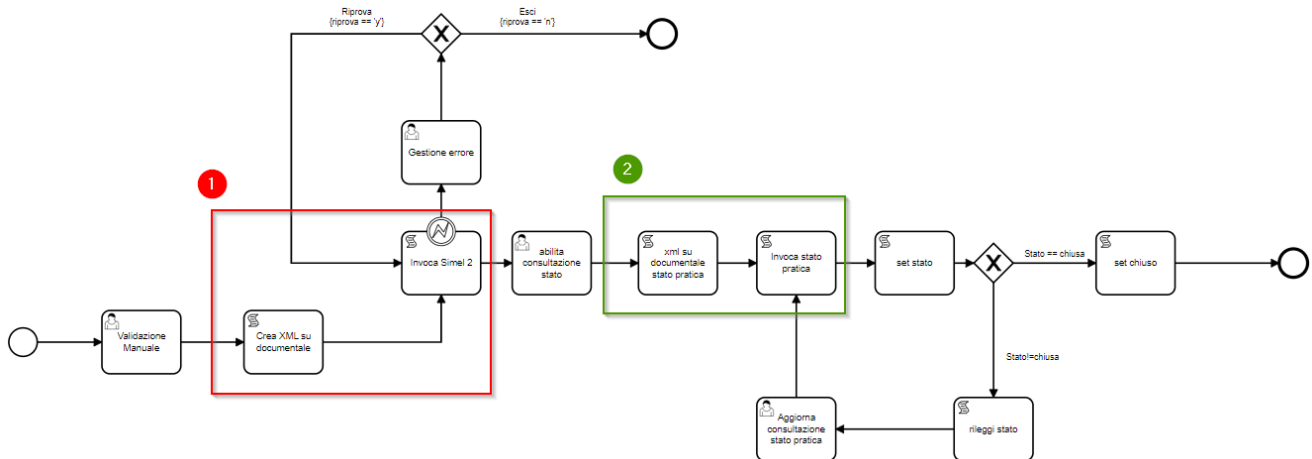 Riprova
{riprova == 'y'}
Esci
{riprova == 'n'}
Gestione errore
1
2
Invoca Simel 2
abilita
consultazione
stato
xml su
documentale
stato pratica
Invoca stato
pratica
set stato
Stato == chiusa
set chiuso
Validazione
Manuale
Crea XML su
documentale
Stato!=chiusa
Aggiorna
consultazione
stato pratica
rileggi stato